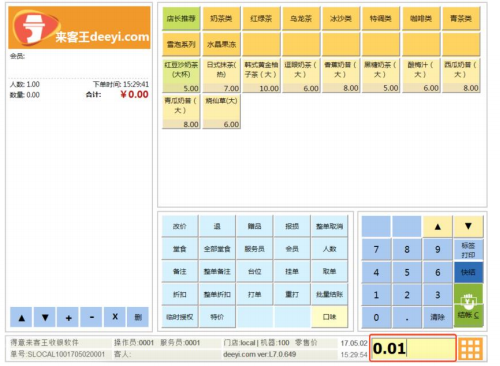 来客王deeyi.com
会员:
人数: 1.00 下单时间: 15:29:41
数量: 0.00 合计: ￥0.00
▲ ▼ + - X 删
店长推荐 奶茶类 红绿茶 乌龙茶 冰沙类 特调类 咖啡类 青茶类
雪泡系列 水晶果冻
红豆沙奶茶(大杯) 5.00
日式抹茶(热) 7.00
韩式黄金柚子茶(大) 10.00
逗眼奶茶(大) 6.00
香蕉奶昔(大) 8.00
黑糖奶茶(大) 5.00
酸梅汁(大) 6.00
西瓜奶昔(大) 8.00
青瓜奶昔(大) 8.00
烧仙草(大) 6.00
改价 退 赠品 报损 整单取消
堂食 全部堂食 服务员 会员 人数
备注 整单备注 台位 挂单 取单
折扣 整单折扣 打单 重打 批量结账
临时授权 特价 口味
▲ ▼
7 8 9 标签打印
4 5 6 快结
1 2 3
0 . 清除 结帐 C
得意来客王收银软件 操作员:0001 服务员:0001 门店:local | 机器:100 零售价 17.05.02
单号:SLOCAL1001705020001 客人: deeyi.com ver:L7.0.649 15:29:54
0.01